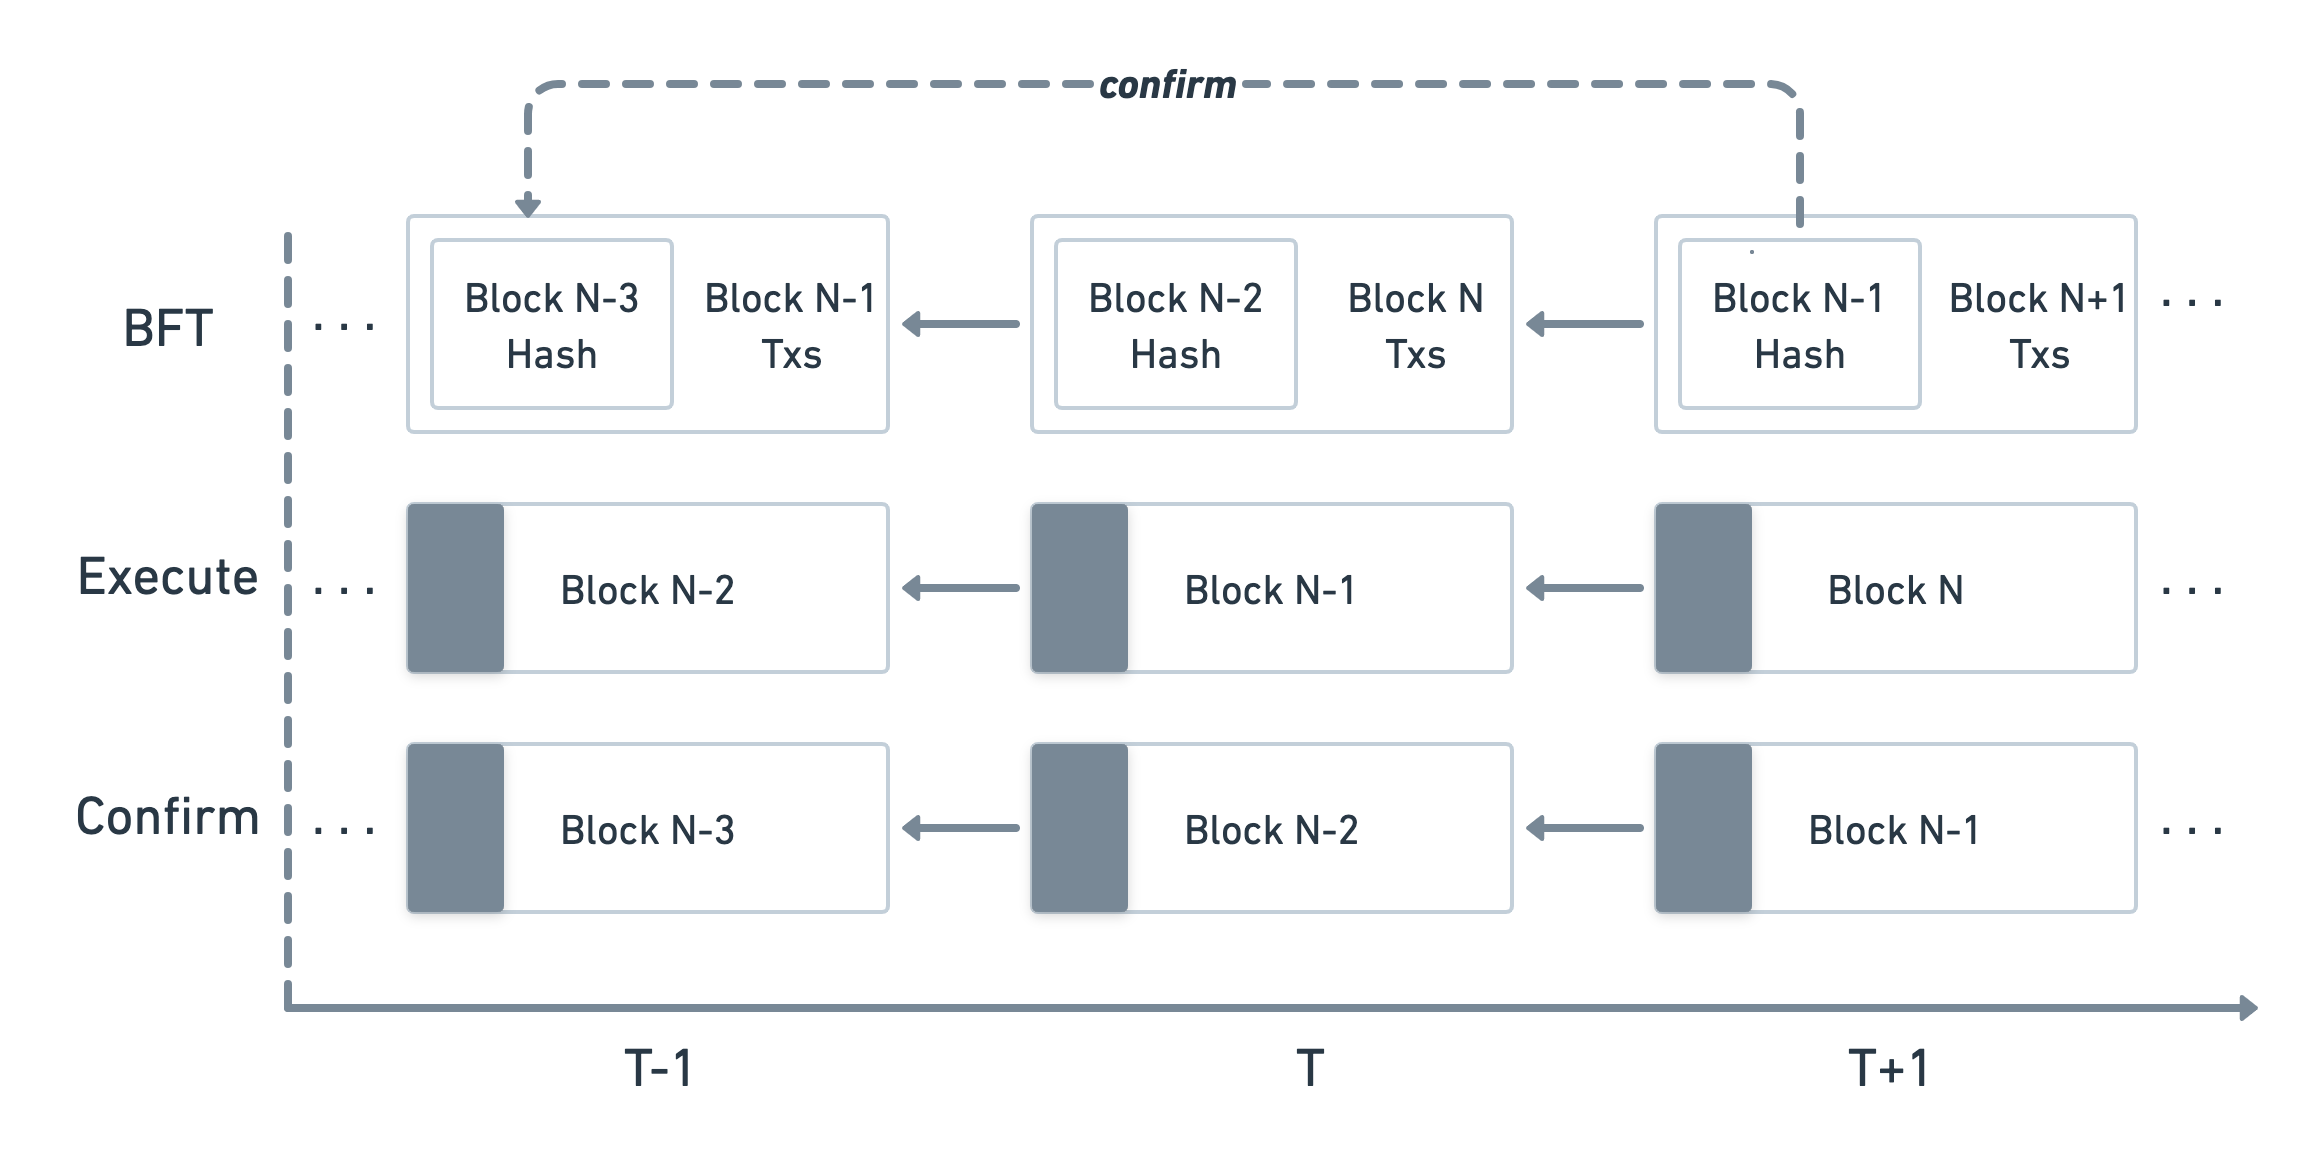 confirm
BFT
. . .
Block N-3
Hash
Block N-1
Txs
Block N-2
Hash
Block N
Txs
Block N-1
Hash
Block N+1
Txs
. . .
Execute
. . .
Block N-2
Block N-1
Block N
. . .
Confirm
. . .
Block N-3
Block N-2
Block N-1
. . .
T-1
T
T+1